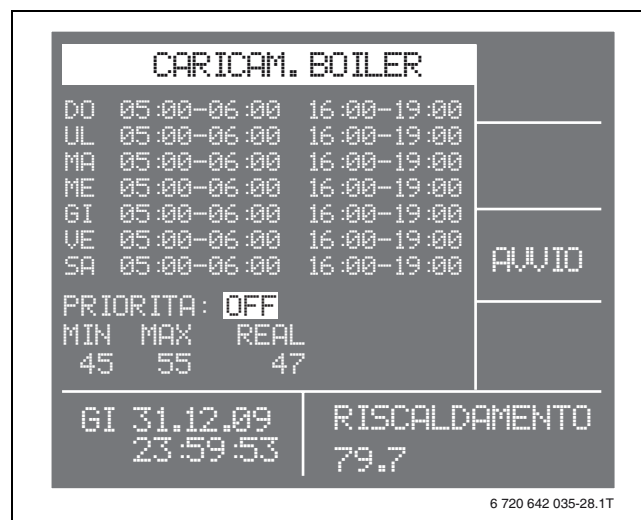 CARICAM. BOILER
DO 05:00-06:00 16:00-19:00
UL 05:00-06:00 16:00-19:00
MA 05:00-06:00 16:00-19:00
ME 05:00-06:00 16:00-19:00
GI 05:00-06:00 16:00-19:00
VE 05:00-06:00 16:00-19:00
SA 05:00-06:00 16:00-19:00
AVVIO
PRIORITA: OFF
MIN MAX REAL
45 55 47
GI 31.12.09
23:59:53
RISCALDAMENTO
79.7
6 720 642 035-28.1T